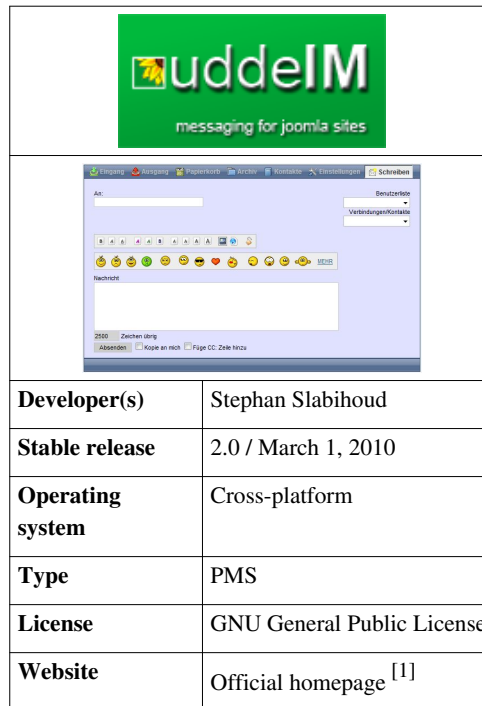 uddeIM
messaging for joomla sites
Eingang Ausgang Papierkorb Archiv Kontakte Einstellungen Schreiben
An:
Benutzerliste
Verbindungen/Kontakte
MEHR
Nachricht
2500 Zeichen übrig
Absenden Kopie an mich Füge CC: Zeile hinzu
Developer(s) Stephan Slabihoud
Stable release 2.0 / March 1, 2010
Operating
system Cross-platform
Type PMS
License GNU General Public License
Website Official homepage [1]